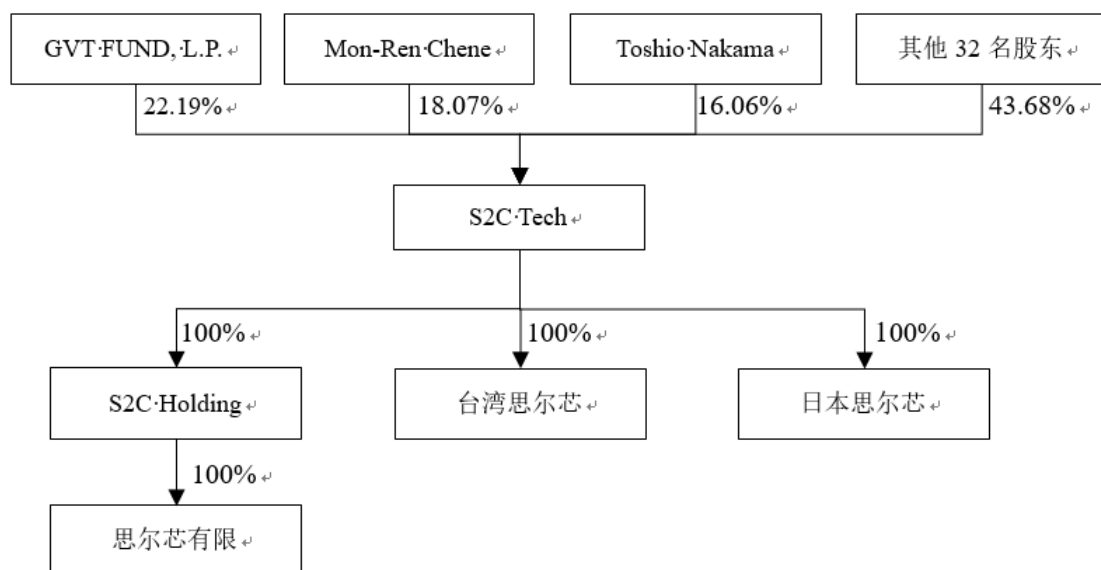 GVT·FUND,·L.P.↵
Mon-Ren·Chene↵
Toshio·Nakama↵
其他 32 名股东↵
22.19%↵
18.07%↵
16.06%↵
43.68%↵
S2C·Tech↵
100%↵
100%↵
100%↵
S2C·Holding↵
台湾思尔芯↵
日本思尔芯↵
100%↵
思尔芯有限↵